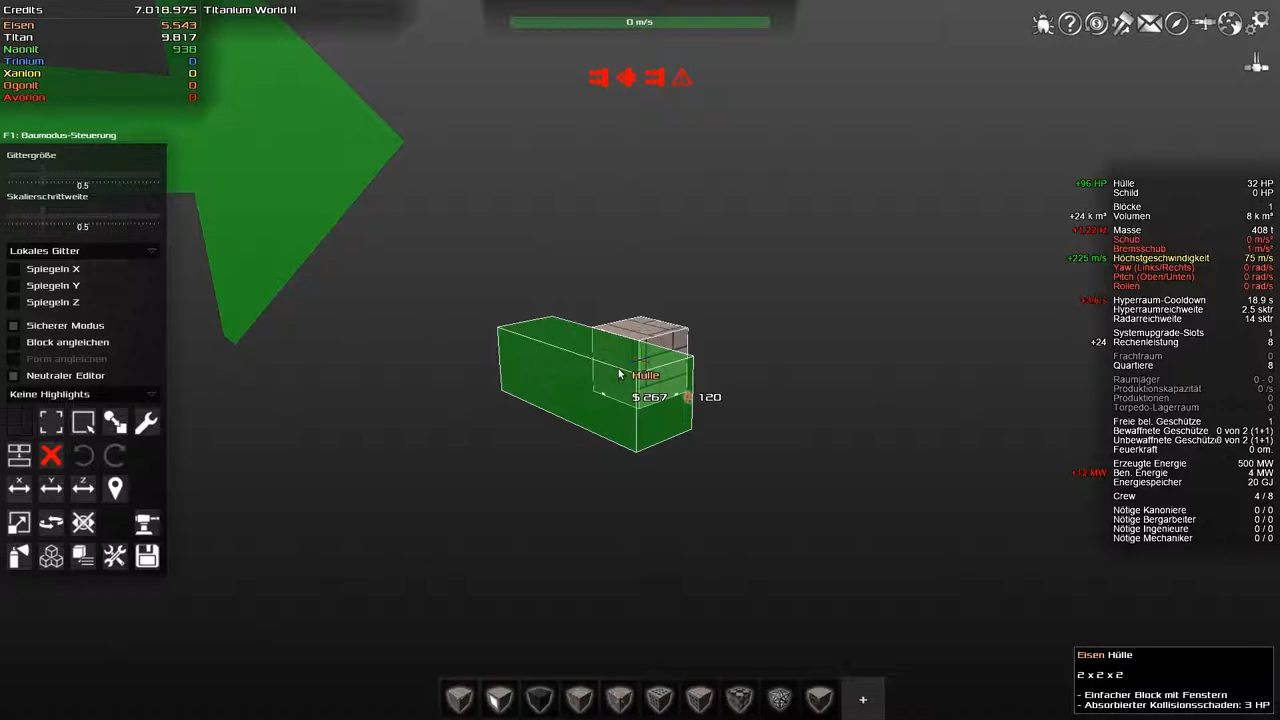 Credits 7.018.975 Titanium World II
Eisen 5.543
Titan 9.817
Naonit 938
Trinium 0
Xanion 0
Ogonit 0
Avorion 0
0 m/s
F1: Baumodus-Steuerung
Gittergröße
0.5
Skalierschrittweite
0.5
Lokales Gitter
Spiegeln X
Spiegeln Y
Spiegeln Z
Sicherer Modus
Block angleichen
Form angleichen
Neutraler Editor
Keine Highlights
X Y Z
Hülle
$ 267 120
+96 HP Hülle 32 HP
Schild 0 HP
Blöcke 1
+24 k m³ Volumen 8 k m³
Masse 408 t
Schub 0 m/s²
Bremsschub 1 m/s²
+225 m/s Höchstgeschwindigkeit 75 m/s
Yaw (Links/Rechts) 0 rad/s
Pitch (Oben/Unten) 0 rad/s
Rollen 0 rad/s
Hyperraum-Cooldown 18.9 s
Hyperraumreichweite 2.5 sktr
Radarreichweite 14 sktr
Systemupgrade-Slots 1
+24 Rechenleistung 8
Frachtraum -
Quartiere 8
Raumjäger 0 - 0
Produktionskapazität 0 /s
Produktionen 0
Torpedo-Lagerraum -
Freie bel. Geschütze 1
Bewaffnete Geschütz 0 von 2 (1+1)
Unbewaffnete Geschütz 0 von 2 (1+1)
Feuerkraft 0 om.
Erzeugte Energie 500 MW
+12 MW Ben. Energie 4 MW
Energiespeicher 20 GJ
Crew 4 / 8
Nötige Kanoniere 0 / 0
Nötige Bergarbeiter 0 / 0
Nötige Ingenieure 0 / 0
Nötige Mechaniker 0 / 0
Eisen Hülle
2 x 2 x 2
- Einfacher Block mit Fenstern
- Absorbierter Kollisionsschaden: 3 HP
+